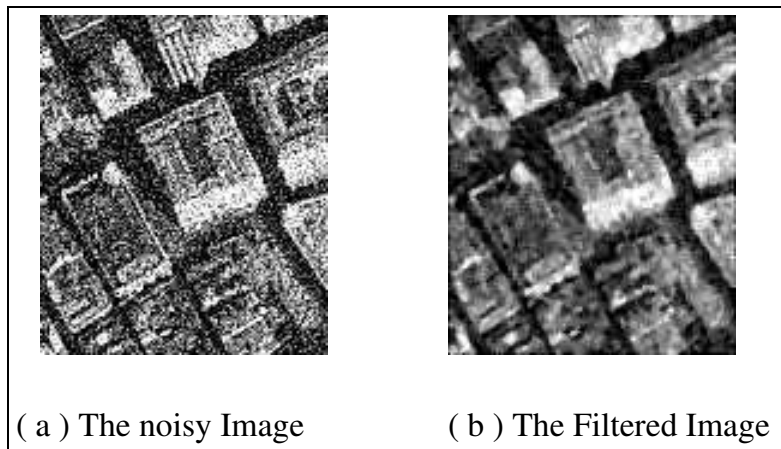 ( a ) The noisy Image
( b ) The Filtered Image